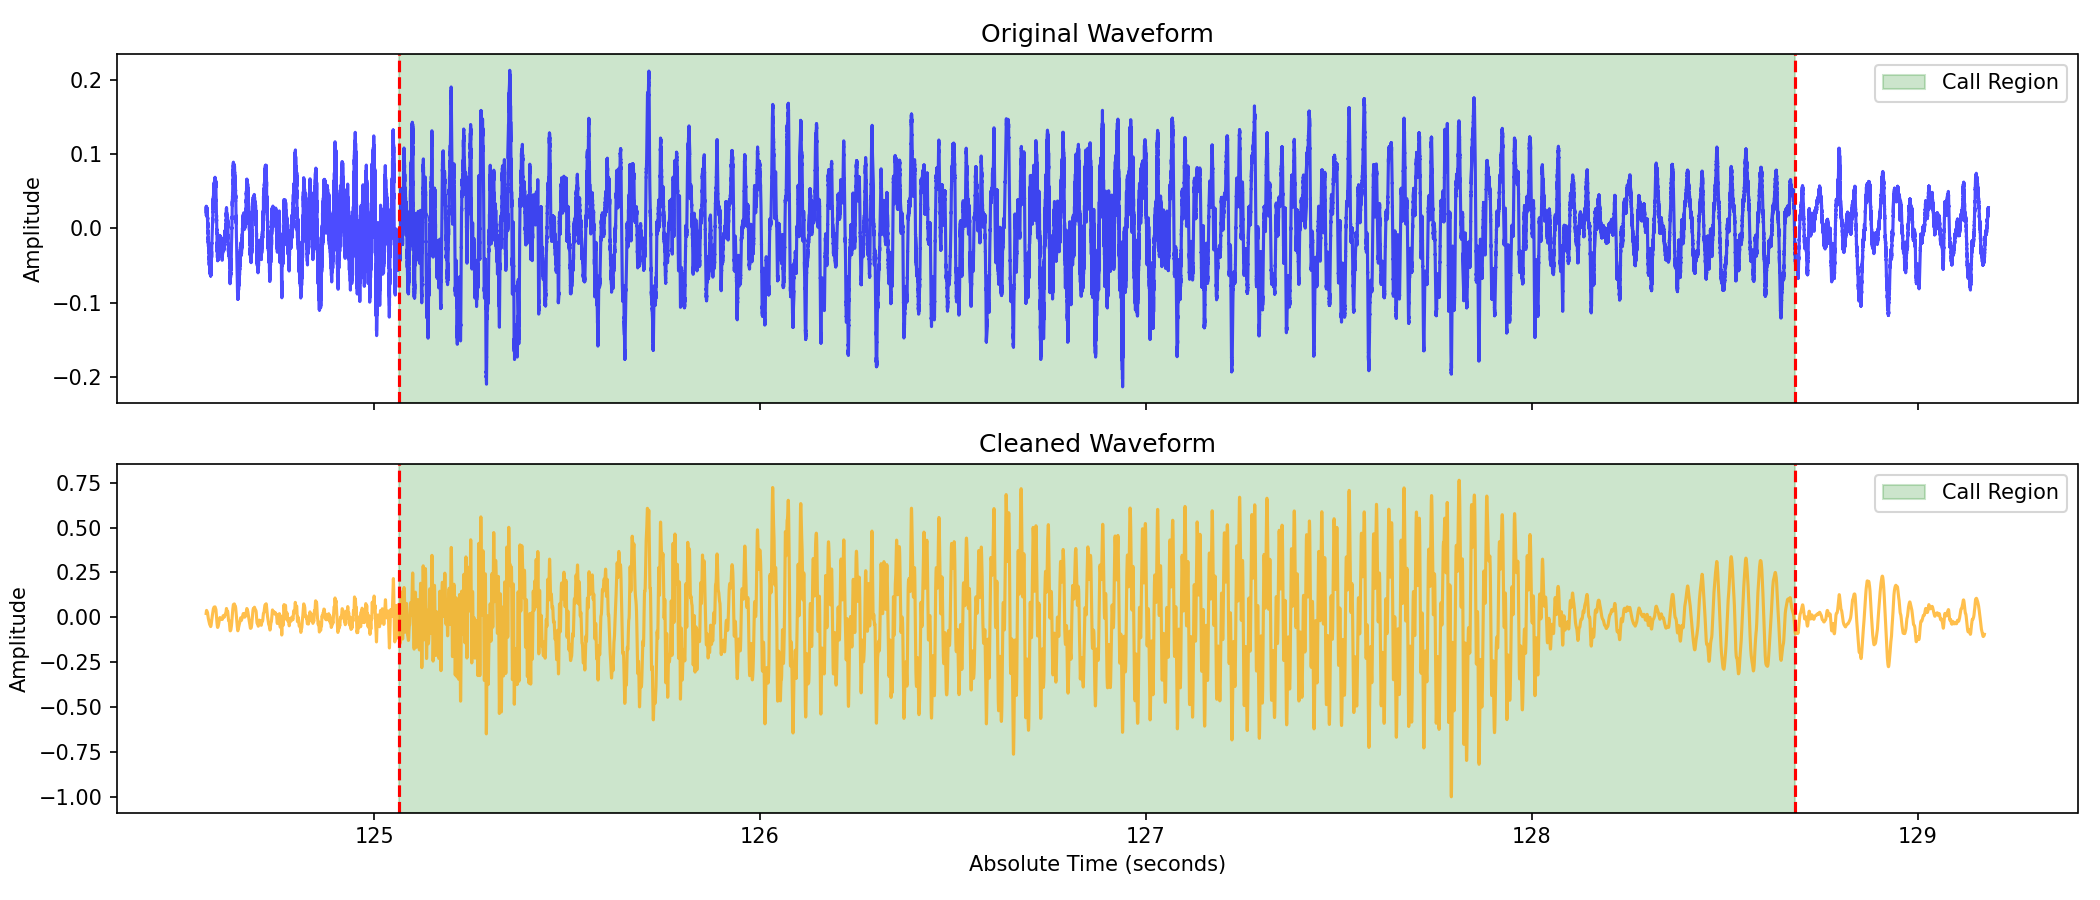 Original Waveform
Amplitude
0.2
0.1
0.0
−0.1
−0.2
Call Region
Cleaned Waveform
Amplitude
0.75
0.50
0.25
0.00
−0.25
−0.50
−0.75
−1.00
Call Region
125 126 127 128 129
Absolute Time (seconds)